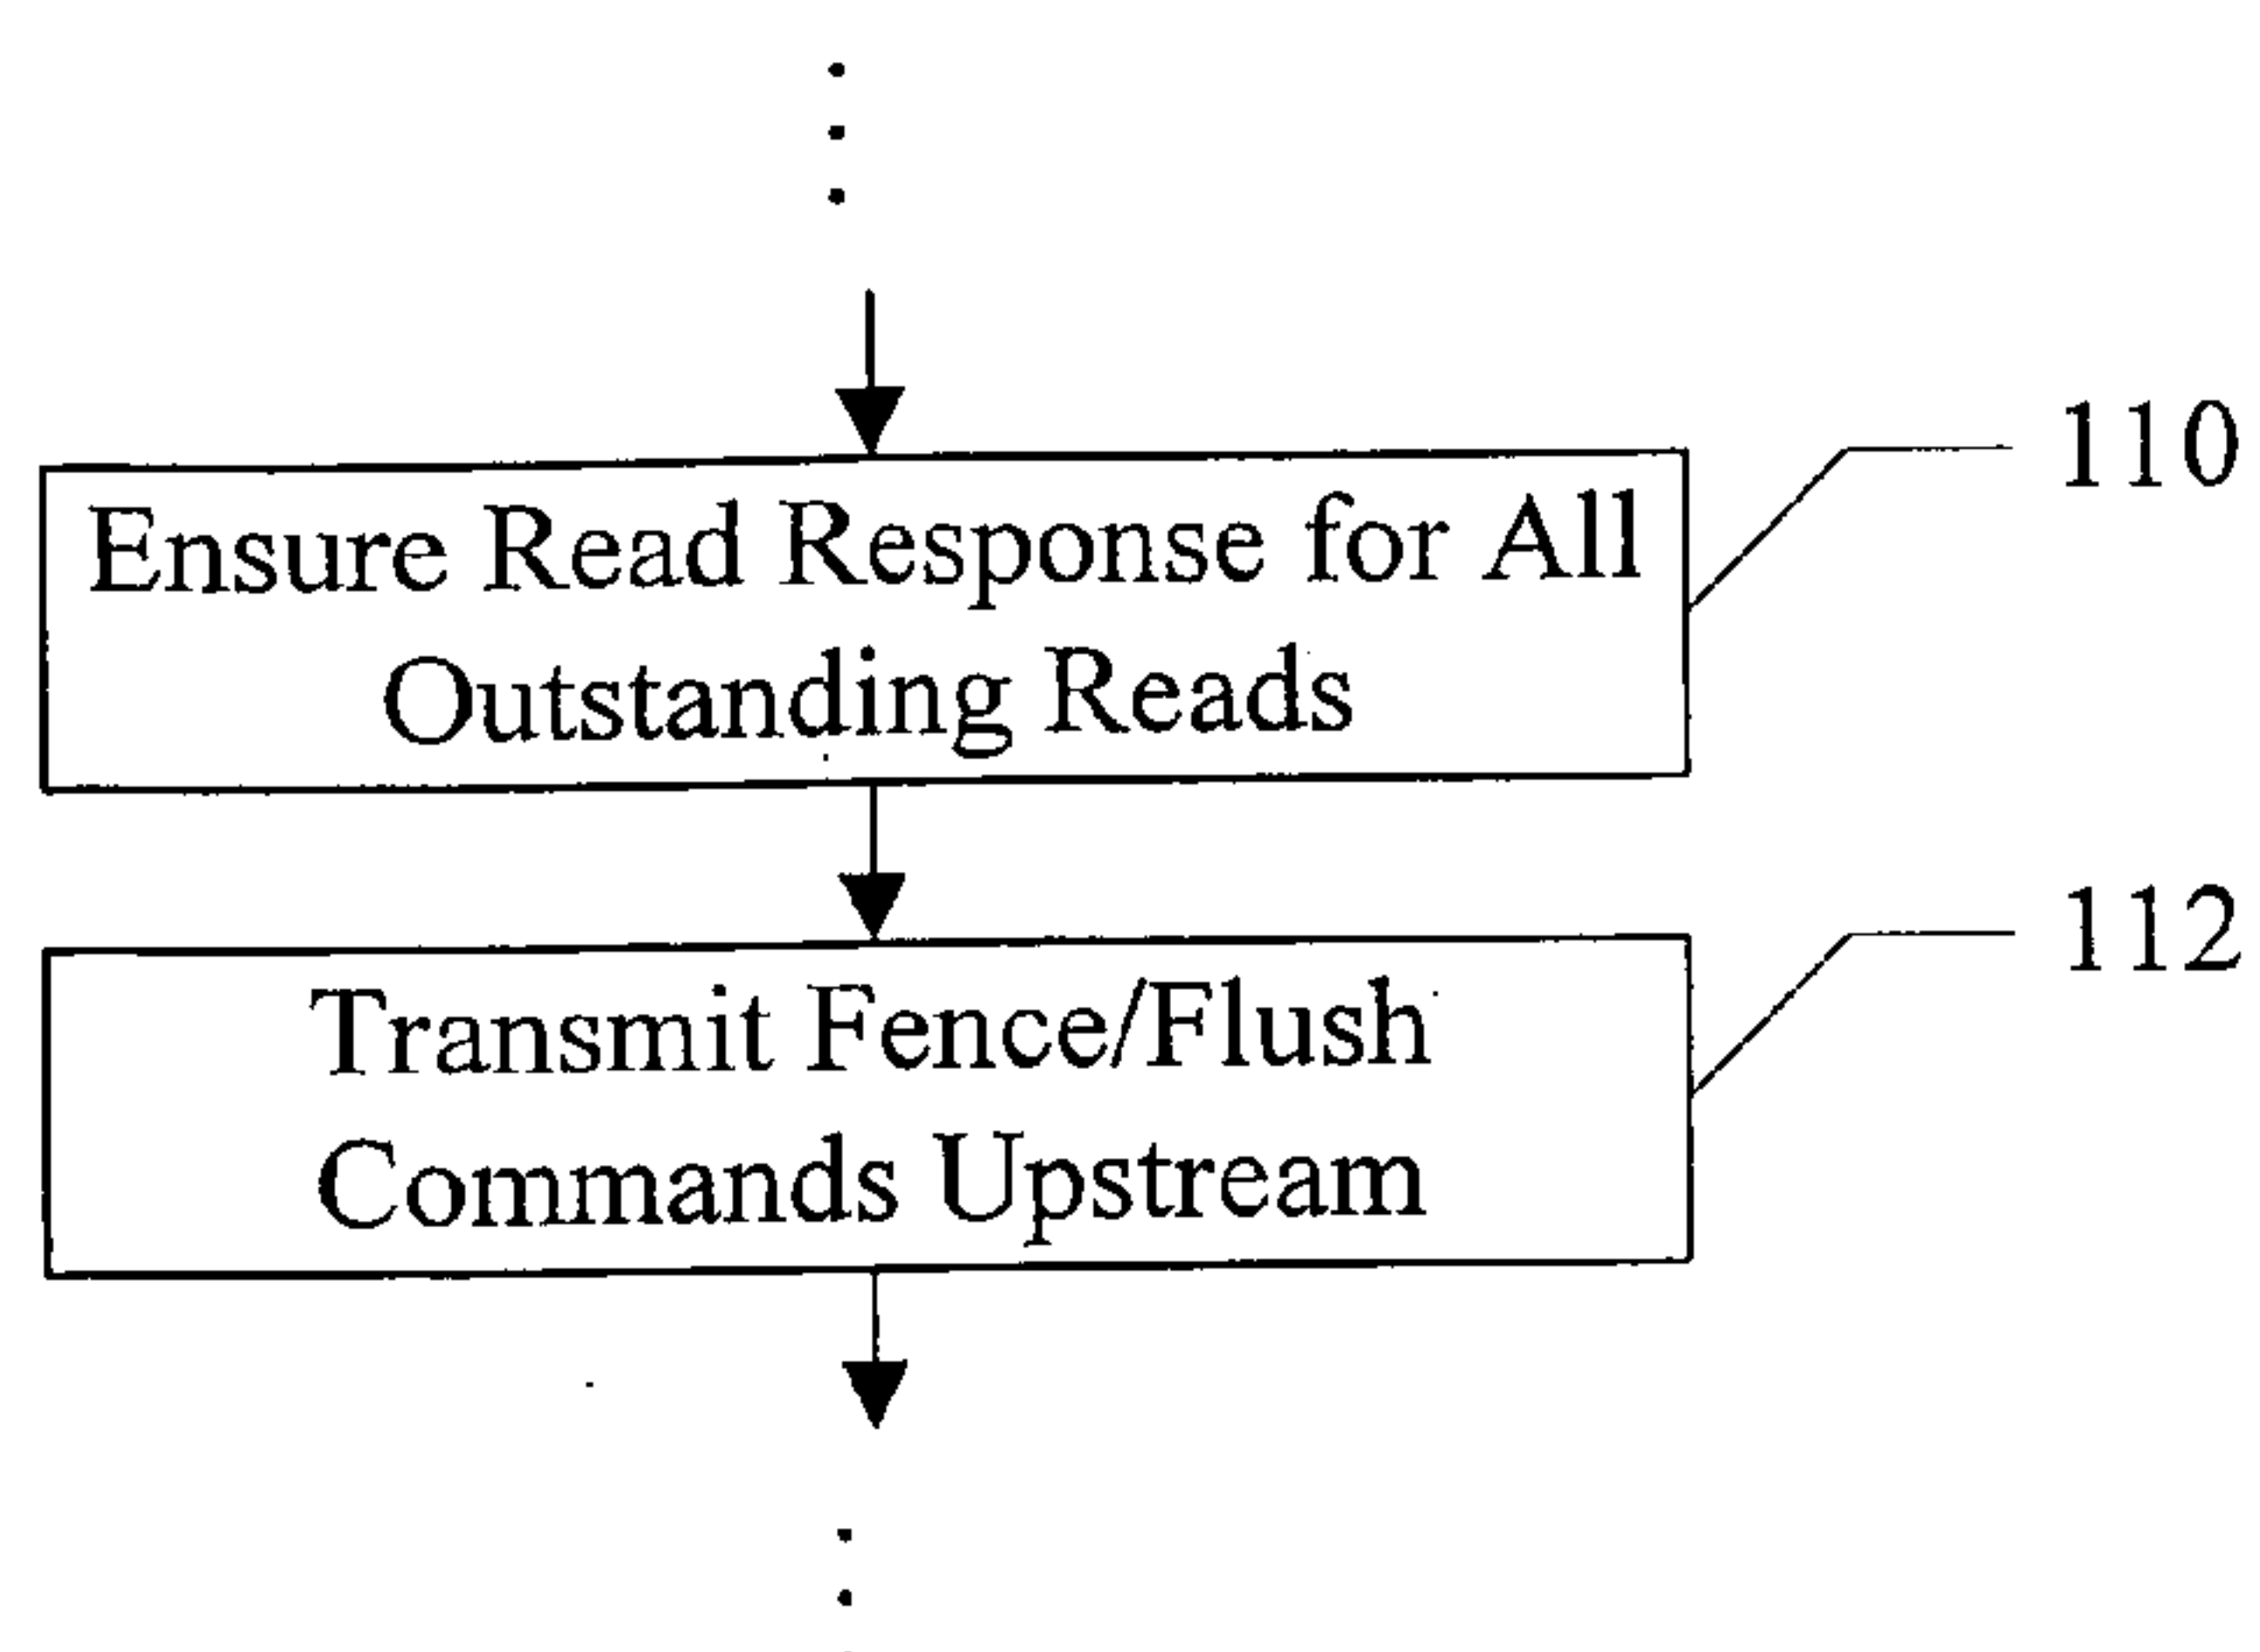 110
Ensure Read Response for All
Outstanding Reads
112
Transmit Fence/Flush
Commands Upstream